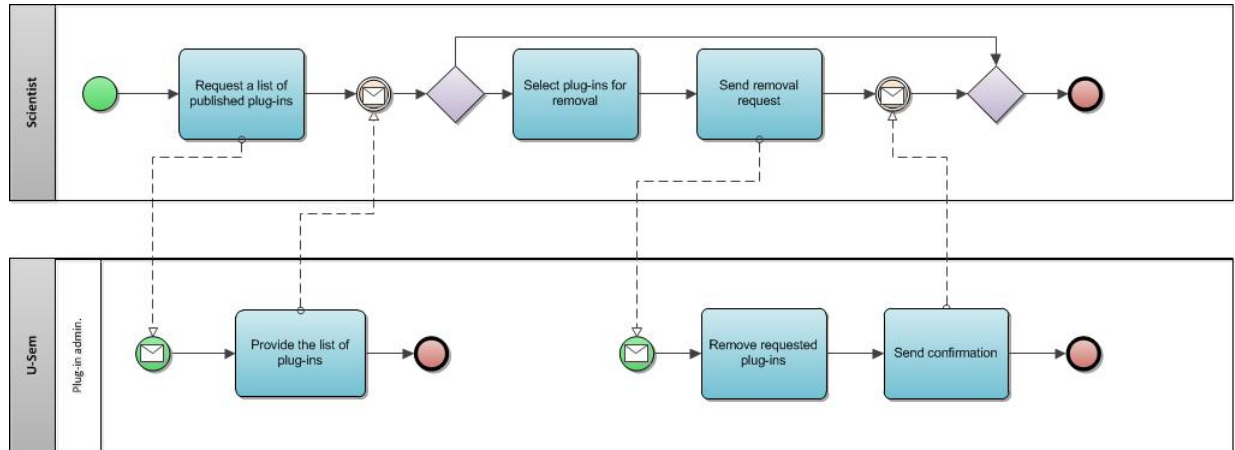 Scientist
Request a list of
published plug-ins
Select plug-ins for
removal
Send removal
request
U-Sem
Plug-in admin.
Provide the list of
plug-ins
Remove requested
plug-ins
Send confirmation